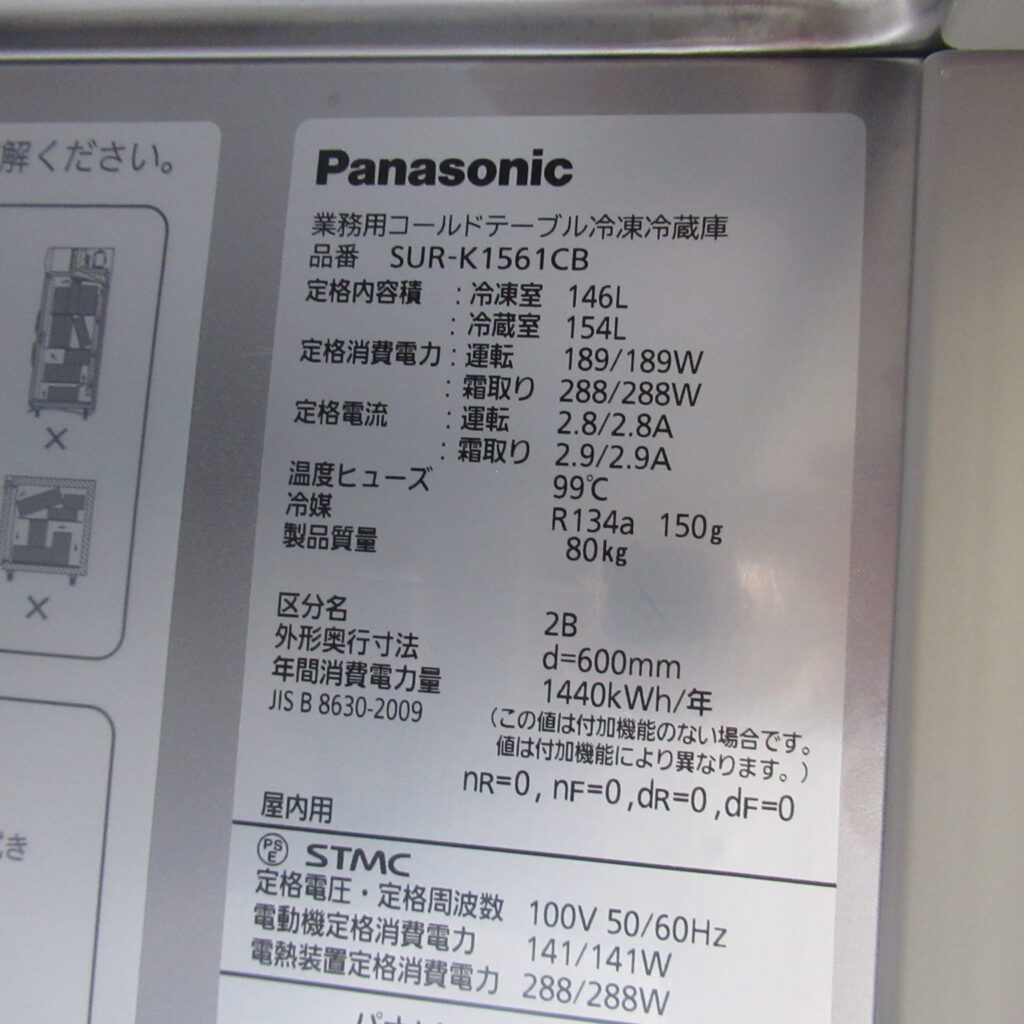 解ください。
Panasonic
業務用コールドテーブル冷凍冷蔵庫
品番 SUR-K1561CB
定格内容積 : 冷凍室 146L
: 冷蔵室 154L
定格消費電力 : 運転 189/189W
: 霜取り 288/288W
定格電流 : 運転 2.8/2.8A
: 霜取り 2.9/2.9A
温度ヒューズ 99℃
冷媒 R134a 150g
製品質量 80kg
区分名 2B
外形奥行寸法 d=600mm
年間消費電力量 1440kWh/年
JIS B 8630-2009
(この値は付加機能のない場合です。
値は付加機能により異なります。)
nR=0, nF=0, dR=0, dF=0
屋内用
PS
E STMC
定格電圧・定格周波数 100V 50/60Hz
電動機定格消費電力 141/141W
電熱装置定格消費電力 288/288W